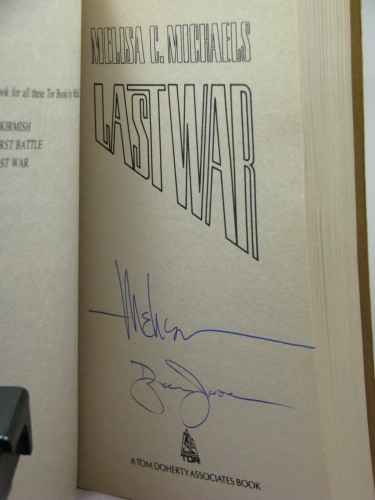 ook for all these Tor Books by
KIRMISH
RST BATTLE
ST WAR
MELISA C. MICHAELS
LAST WAR
TOR
A TOM DOHERTY ASSOCIATES BOOK